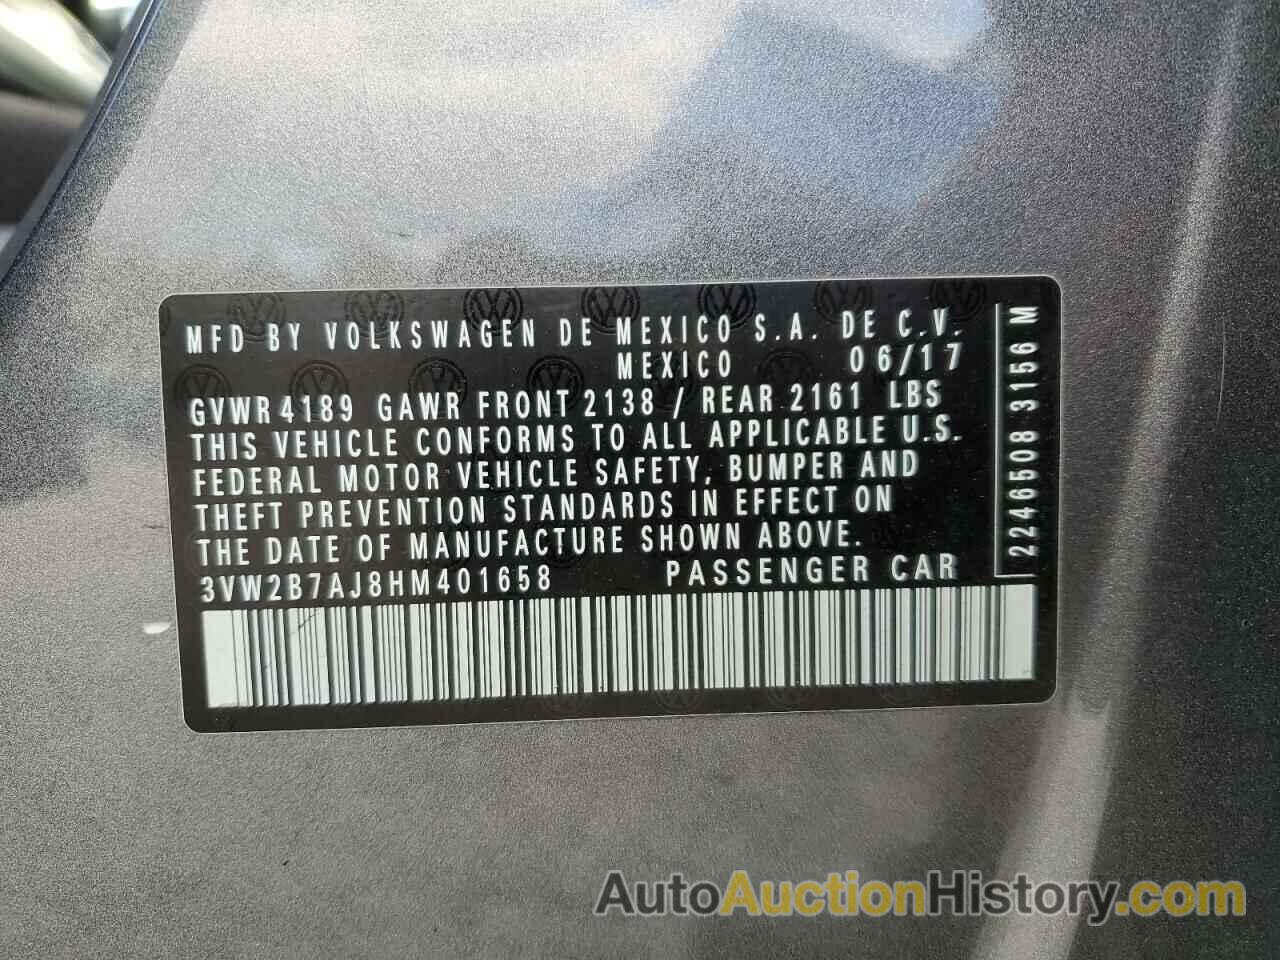 MFD BY VOLKSWAGEN DE MEXICO S.A. DE C.V.
MEXICO 06/17
GVWR 4189 GAWR FRONT 2138 / REAR 2161 LBS
THIS VEHICLE CONFORMS TO ALL APPLICABLE U.S.
FEDERAL MOTOR VEHICLE SAFETY, BUMPER AND
THEFT PREVENTION STANDARDS IN EFFECT ON
THE DATE OF MANUFACTURE SHOWN ABOVE.
3VW2B7AJ8HM401658 PASSENGER CAR
2246508 3156 M
AutoAuctionHistory.com